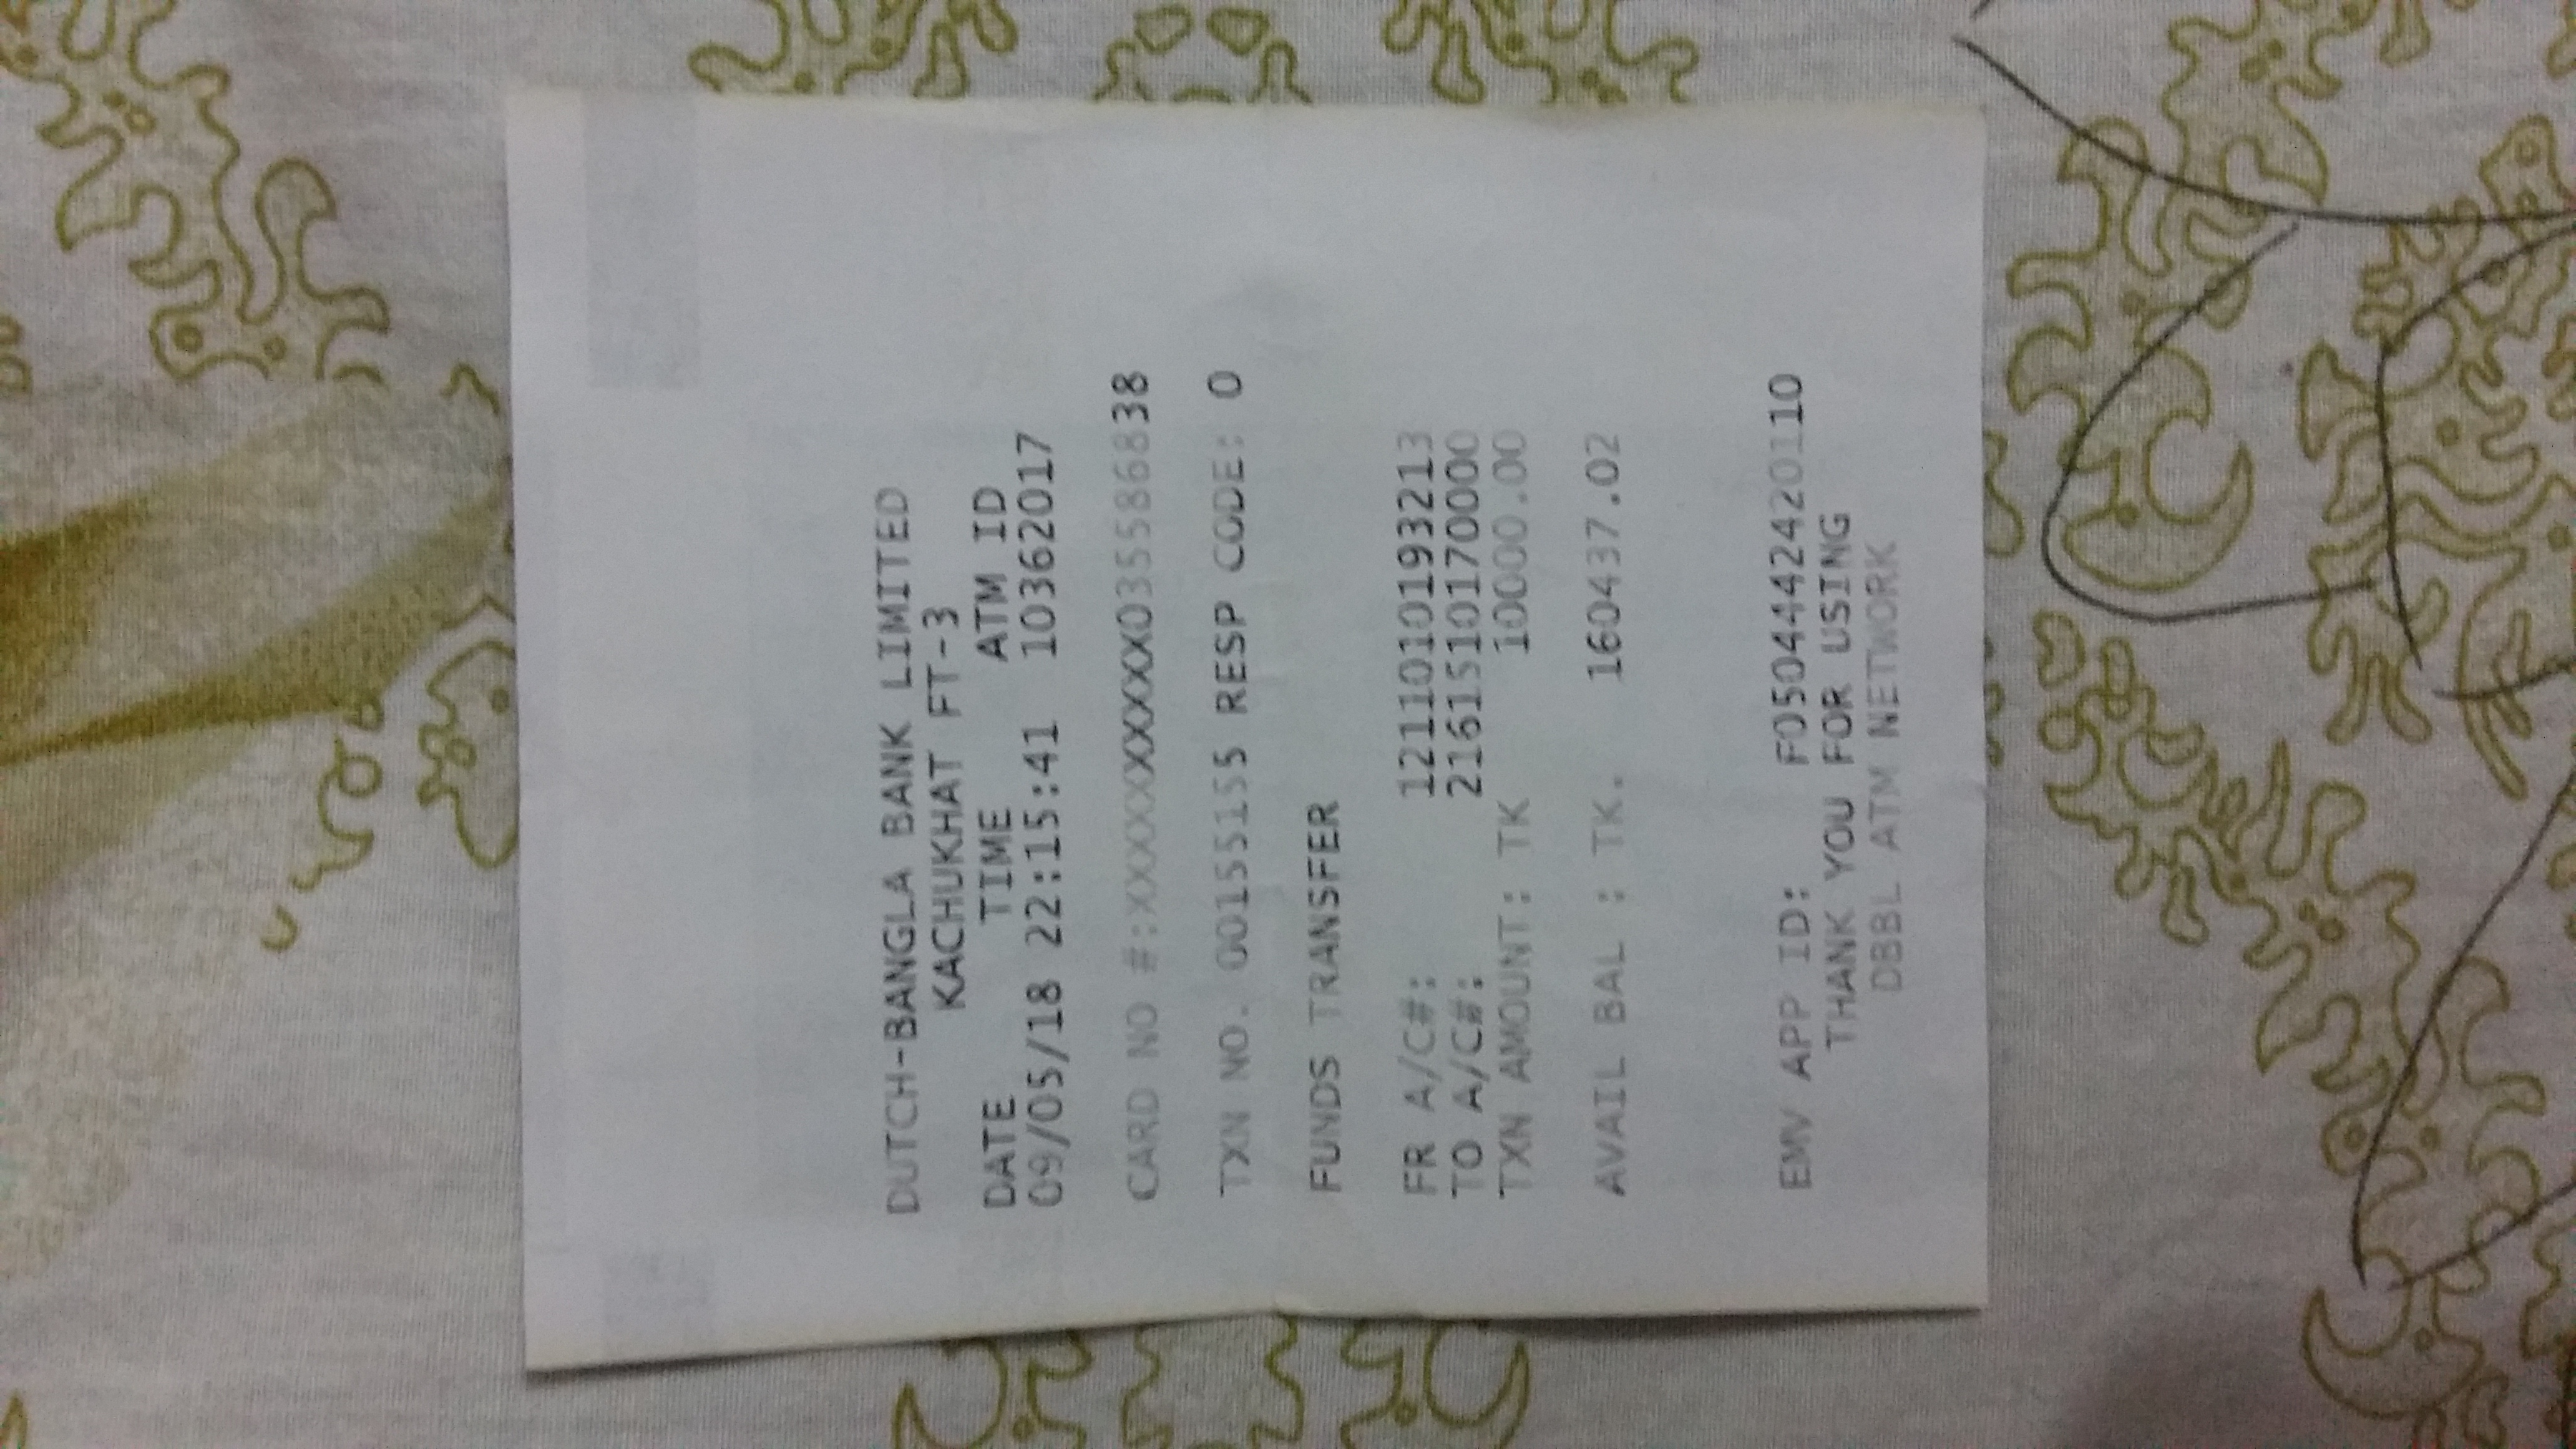 DUTCH-BANGLA BANK LIMITED
KACHUKHAT FT-3
DATE TIME ATM ID
09/05/18 22:15:41 10362017
CARD NO #:XXXXXXXXXX035586838
TXN NO. 00155155 RESP CODE: 0
FUNDS TRANSFER
FR A/C#: 1211010193213
TO A/C#: 2161510170000
TXN AMOUNT: TK 10000.00
AVAIL BAL : TK. 160437.02
EMV APP ID: F0504442420110
THANK YOU FOR USING
DBBL ATM NETWORK